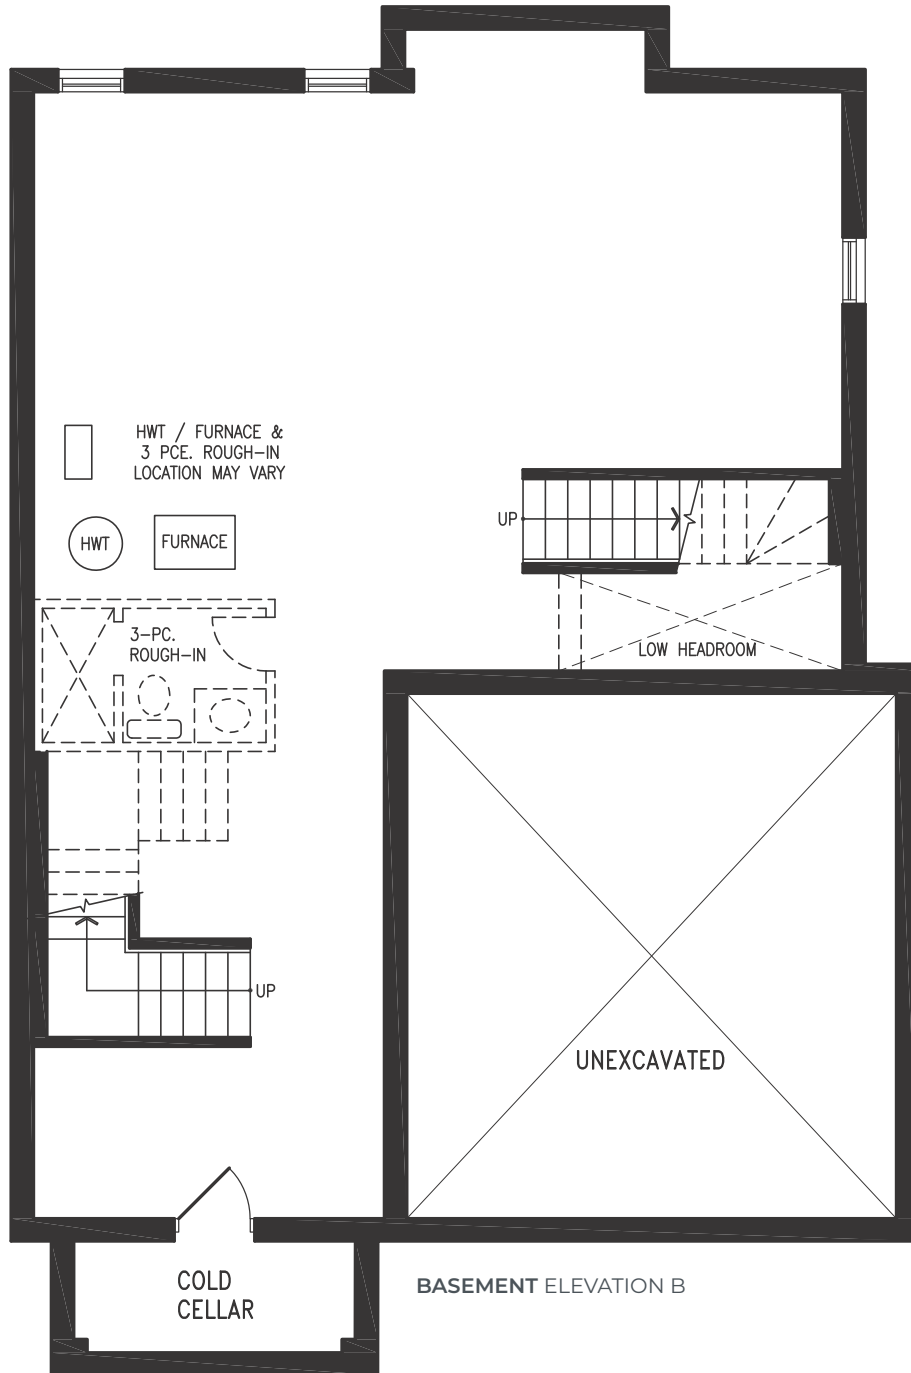 HWT / FURNACE &
3 PCE. ROUGH-IN
LOCATION MAY VARY
UP
HWT
FURNACE
3-PC.
ROUGH-IN
LOW HEADROOM
UP
UNEXCAVATED
COLD
CELLAR
BASEMENT ELEVATION B